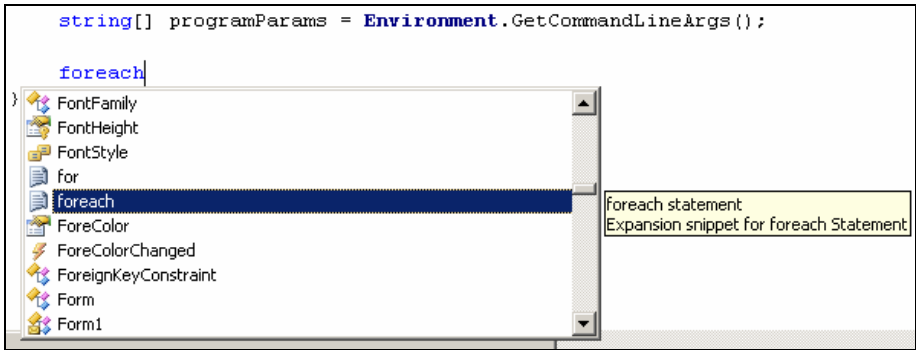 string[] programParams = Environment.GetCommandLineArgs();
foreach
}
FontFamily
FontHeight
FontStyle
for
foreach
ForeColor
ForeColorChanged
ForeignKeyConstraint
Form
Form1
foreach statement
Expansion snippet for foreach Statement